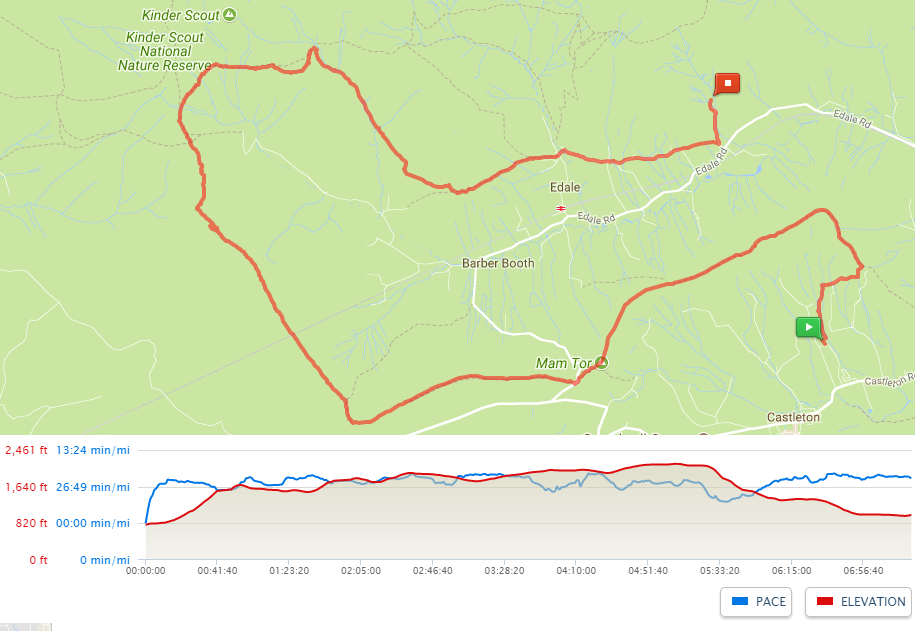 Kinder Scout
Kinder Scout
National
Nature Reserve
Edale Rd
Edale Rd
Edale
Edale Rd
Barber Booth
Mam Tor
Castleton Ro
Castleton
2,461 ft 13:24 min/mi
1,640 ft 26:49 min/mi
820 ft 00:00 min/mi
0 ft 0 min/mi
00:00:00 00:41:40 01:23:20 02:05:00 02:46:40 03:28:20 04:10:00 04:51:40 05:33:20 06:15:00 06:56:40
PACE ELEVATION